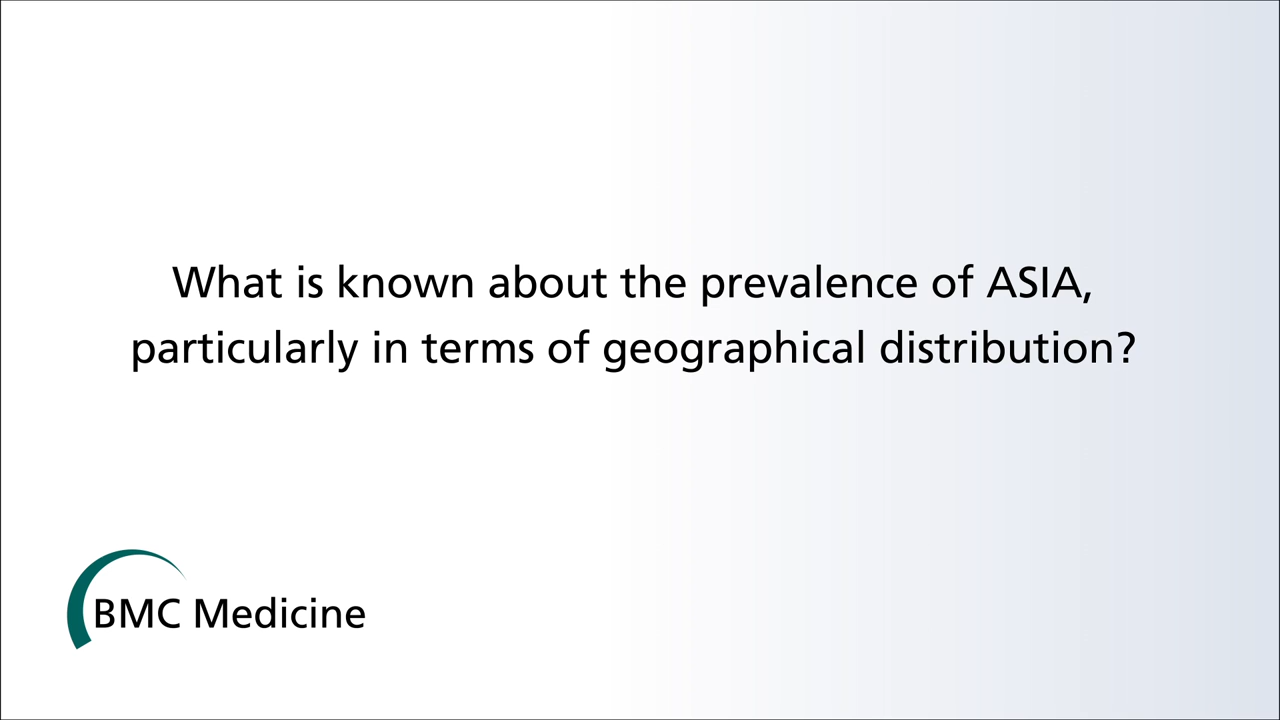 What is known about the prevalence of ASIA,
particularly in terms of geographical distribution?
BMC Medicine